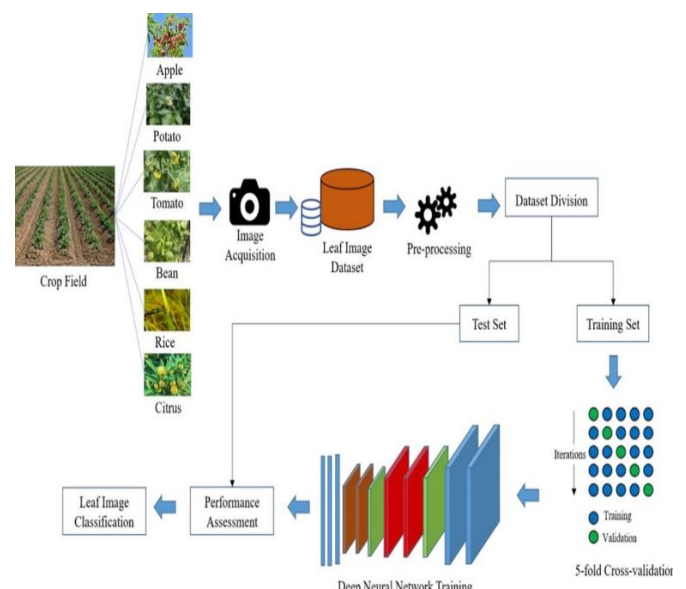 Apple
Potato
Tomato
Bean
Rice
Citrus
Crop Field
Image
Acquisition
Leaf Image
Dataset
Pre-processing
Dataset Division
Test Set
Training Set
Iterations
Training
Validation
5-fold Cross-validation
Deep Neural Network Training
Performance
Assessment
Leaf Image
Classification